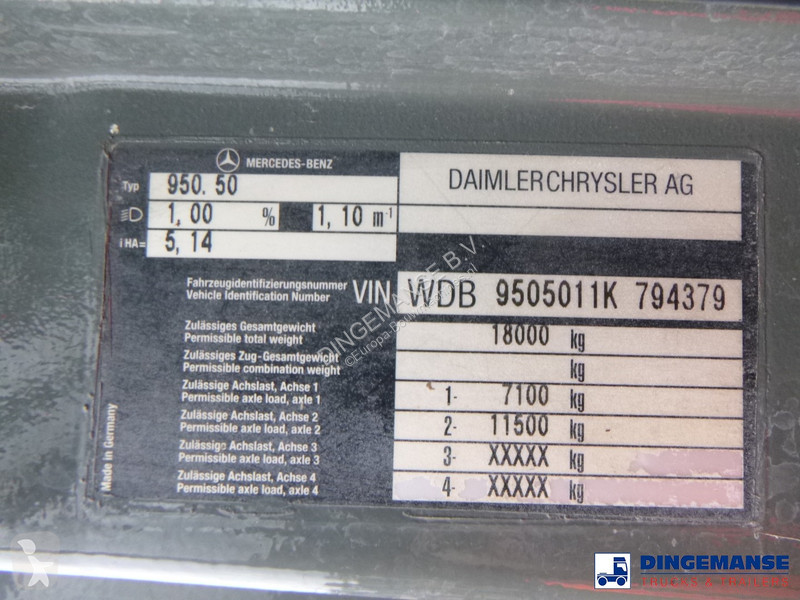 MERCEDES-BENZ
Typ 950. 50
DAIMLERCHRYSLER AG
1, 00 % 1, 10 m-1
i HA= 5, 14
Fahrzeugidentifizierungsnummer
Vehicle Identification Number
VIN WDB 9505011K 794379
Zulässiges Gesamtgewicht
Permissible total weight
18000 kg
Zulässiges Zug-Gesamtgewicht
Permissible combination weight
kg
Zulässige Achslast, Achse 1
Permissible axle load, axle 1
1- 7100 kg
Zulässige Achslast, Achse 2
Permissible axle load, axle 2
2- 11500 kg
Zulässige Achslast, Achse 3
Permissible axle load, axle 3
3- XXXXX kg
Zulässige Achslast, Achse 4
Permissible axle load, axle 4
4- XXXXX kg
Made in Germany
DINGEMANSE B.V.
DINGEMANSE
TRUCKS & TRAILERS